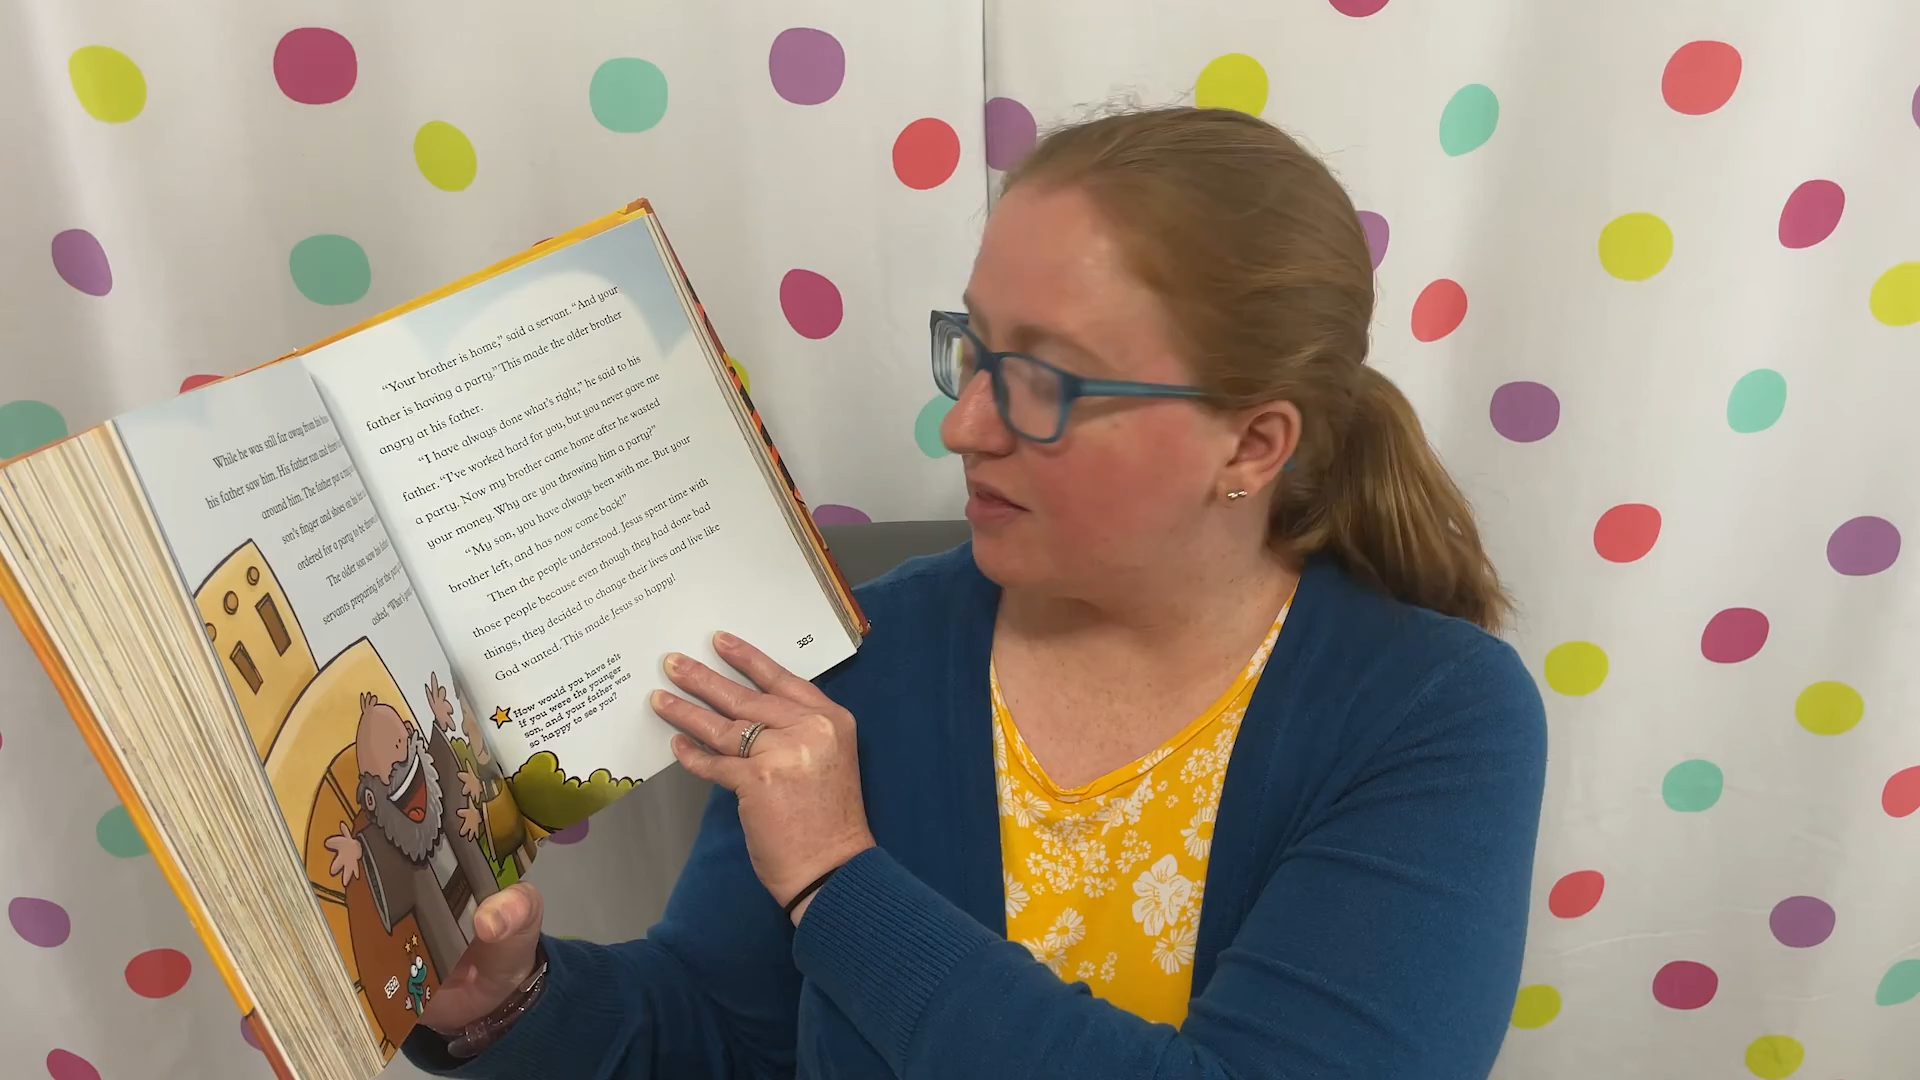 While he was still far away from his
his father saw him. His father ran and threw
around him. The father put a
son's finger and shoes on his
ordered for a party to be
The older son saw his
servants preparing for the
asked, "What's
382
"Your brother is home," said a servant. "And your
father is having a party." This made the older brother
angry at his father.
"I have always done what's right," he said to his
father. "I've worked hard for you, but you never gave me
a party. Now my brother came home after he wasted
your money. Why are you throwing him a party?"
"My son, you have always been with me. But your
brother left, and has now come back!"
Then the people understood. Jesus spent time with
those people because even though they had done bad
things, they decided to change their lives and live like
God wanted. This made Jesus so happy!
How would you have felt
if you were the younger
son, and your father was
so happy to see you?
383